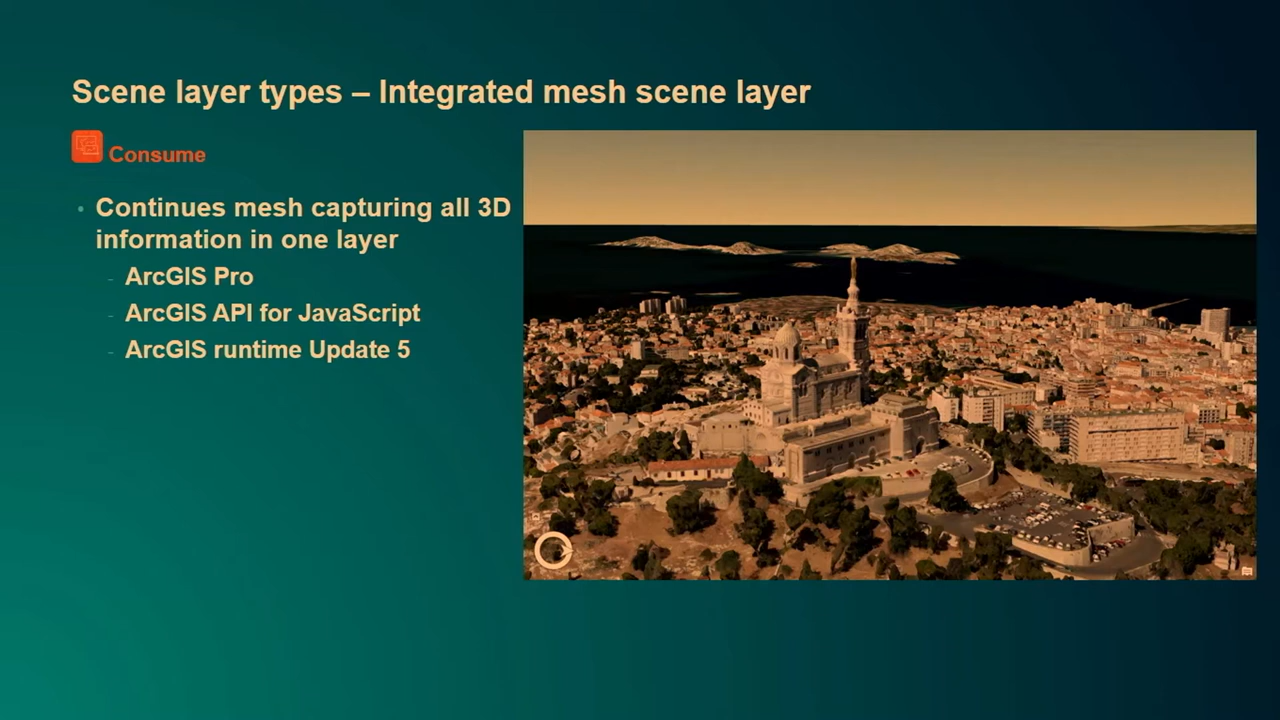 Scene layer types – Integrated mesh scene layer
Consume
• Continues mesh capturing all 3D
information in one layer
- ArcGIS Pro
- ArcGIS API for JavaScript
- ArcGIS runtime Update 5